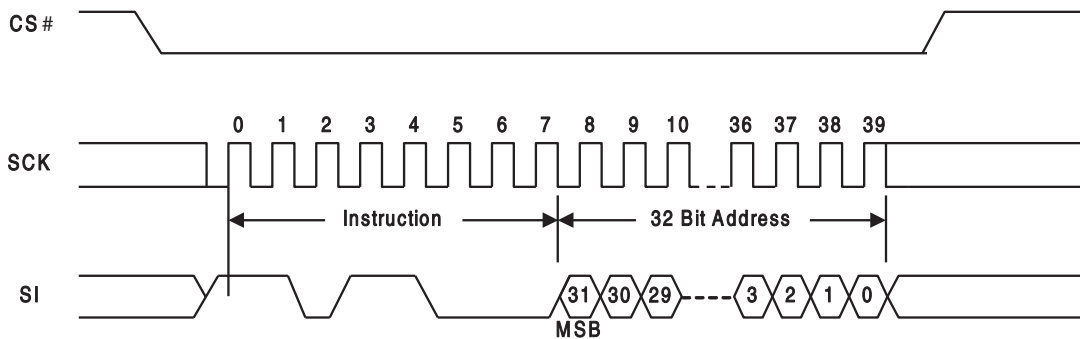 CS#
0 1 2 3 4 5 6 7 8 9 10 36 37 38 39
SCK
Instruction 32 Bit Address
SI 31 30 29 3 2 1 0
MSB